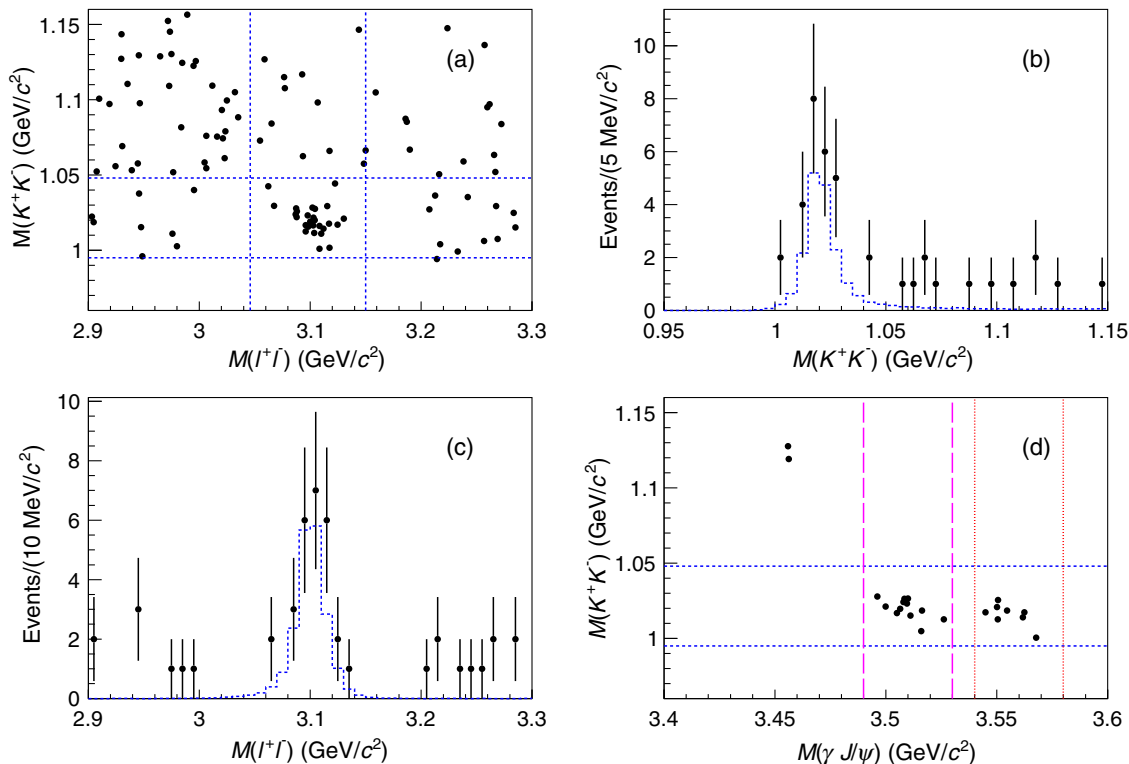 (a)
M(K⁺K⁻) (GeV/c²)
1.15
1.1
1.05
1
2.9 3 3.1 3.2 3.3
M(l⁺l⁻) (GeV/c²)
(b)
Events/(5 MeV/c²)
10
8
6
4
2
0
0.95 1 1.05 1.1 1.15
M(K⁺K⁻) (GeV/c²)
(c)
Events/(10 MeV/c²)
10
8
6
4
2
0
2.9 3 3.1 3.2 3.3
M(l⁺l⁻) (GeV/c²)
(d)
M(K⁺K⁻) (GeV/c²)
1.15
1.1
1.05
1
3.4 3.45 3.5 3.55 3.6
M(γ J/ψ) (GeV/c²)